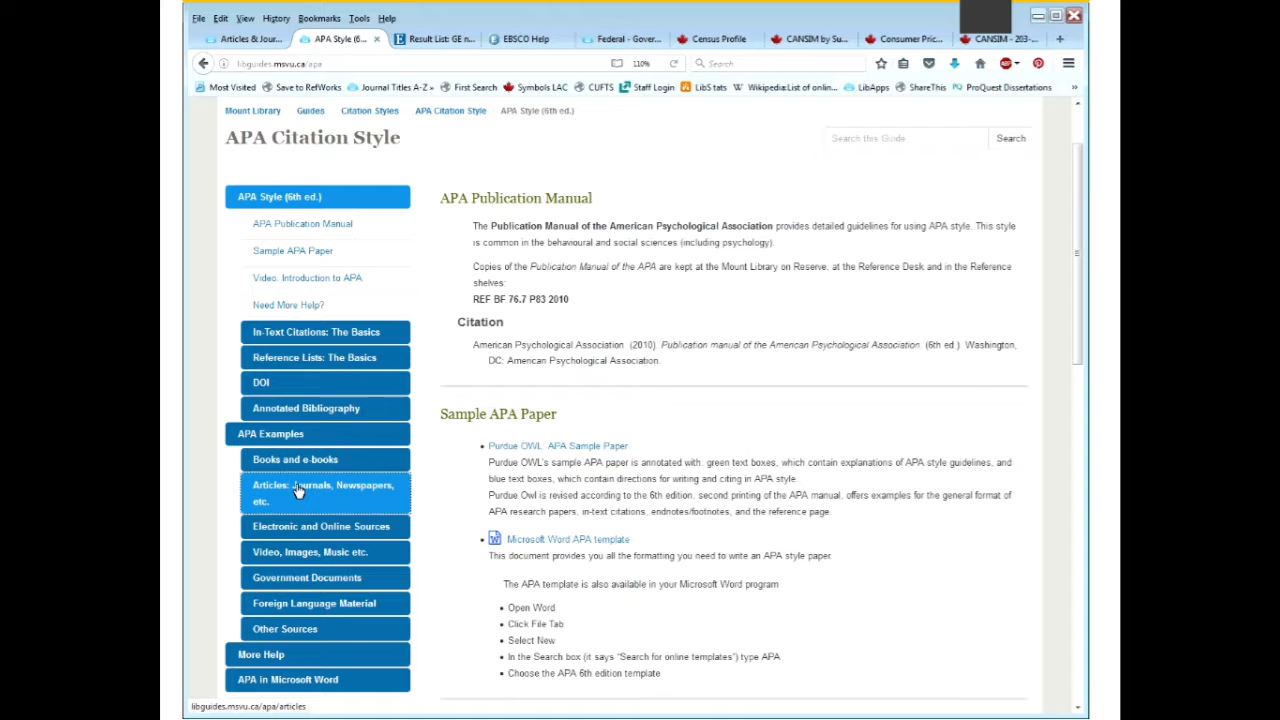 File Edit View History Bookmarks Tools Help
Articles & Jour... APA Style (6... × Result List: GE n... EBSCO Help Federal - Gover... Census Profile CANSIM by Su... Consumer Pric... CANSIM - 203-... +
libguides.msvu.ca/apa 110% Search
Most Visited Save to RefWorks Journal Titles A-Z » First Search Symbols LAC CUFTS Staff Login LibStats W Wikipedia:List of onlin... LibApps ShareThis PQ ProQuest Dissertations »
Mount Library Guides Citation Styles APA Citation Style APA Style (6th ed.)
APA Citation Style
Search this Guide Search
APA Style (6th ed.)
APA Publication Manual
Sample APA Paper
Video: Introduction to APA
Need More Help?
In-Text Citations: The Basics
Reference Lists: The Basics
DOI
Annotated Bibliography
APA Examples
Books and e-books
Articles: Journals, Newspapers,
etc.
Electronic and Online Sources
Video, Images, Music etc.
Government Documents
Foreign Language Material
Other Sources
More Help
APA in Microsoft Word
APA Publication Manual
The Publication Manual of the American Psychological Association provides detailed guidelines for using APA style. This style
is common in the behavioural and social sciences (including psychology).
Copies of the Publication Manual of the APA are kept at the Mount Library on Reserve, at the Reference Desk and in the Reference
shelves:
REF BF 76.7 P83 2010
Citation
American Psychological Association. (2010). Publication manual of the American Psychological Association. (6th ed.). Washington,
DC: American Psychological Association.
Sample APA Paper
• Purdue OWL: APA Sample Paper
Purdue OWL's sample APA paper is annotated with: green text boxes, which contain explanations of APA style guidelines, and
blue text boxes, which contain directions for writing and citing in APA style.
Purdue Owl is revised according to the 6th edition, second printing of the APA manual, offers examples for the general format of
APA research papers, in-text citations, endnotes/footnotes, and the reference page.
• Microsoft Word APA template
This document provides you all the formatting you need to write an APA style paper.
The APA template is also available in your Microsoft Word program
• Open Word
• Click File Tab
• Select New
• In the Search box (it says "Search for online templates") type APA
• Choose the APA 6th edition template
libguides.msvu.ca/apa/articles